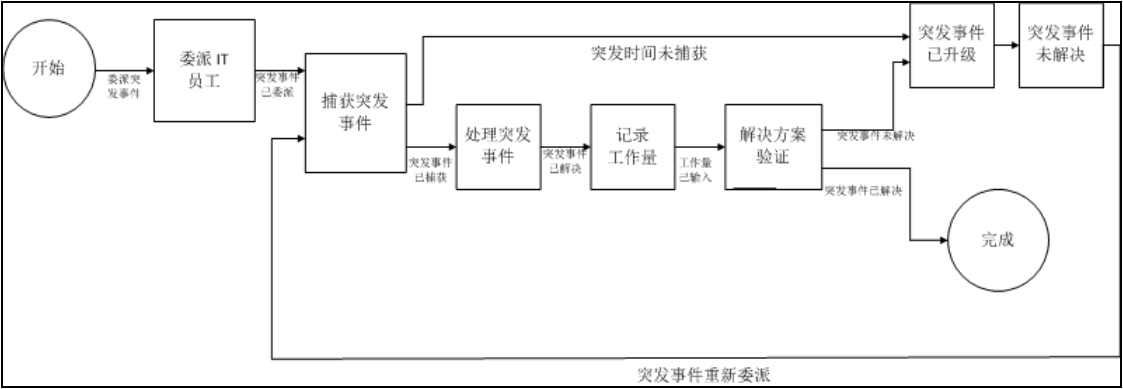 开始
委派突
发事件
委派 IT
员工
突发事件
已委派
捕获突发
事件
突发时间未捕获
突发事件
已升级
突发事件
未解决
突发事件
已捕获
处理突发
事件
突发事件
已解决
记录
工作量
工作量
已输入
解决方案
验证
突发事件未解决
突发事件已解决
完成
突发事件重新委派